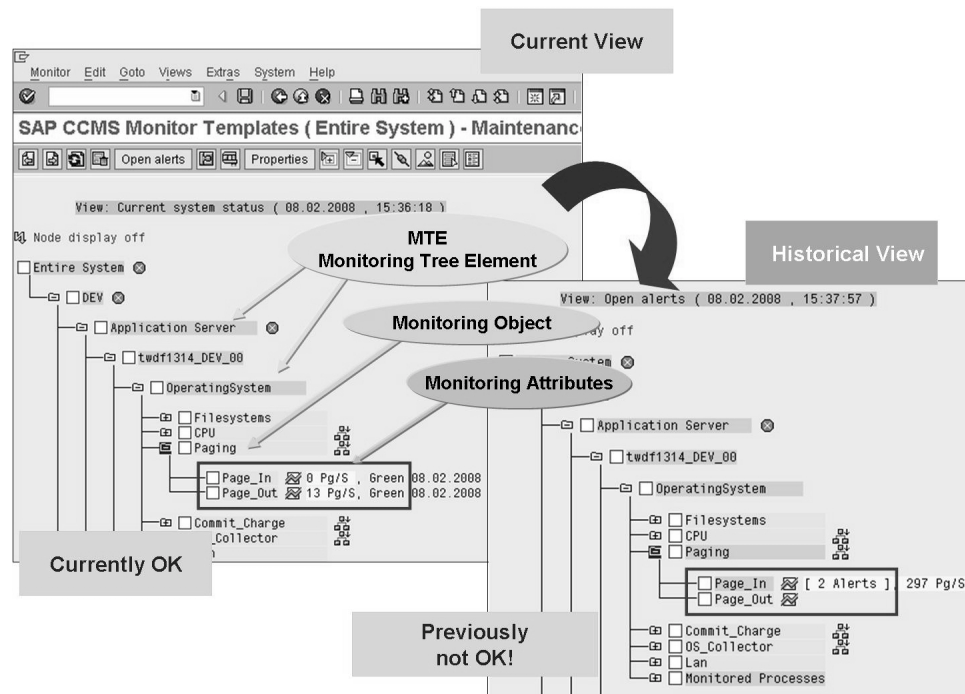 Current View
Monitor Edit Goto Views Extras System Help
SAP CCMS Monitor Templates ( Entire System ) - Maintenanc
Open alerts Properties
View: Current system status ( 08.02.2008 , 15:36:18 )
Node display off
MTE
Monitoring Tree Element
Entire System
DEV
Application Server
twdf1314_DEV_00
OperatingSystem
Filesystems
CPU
Paging
Page_In 0 Pg/S , Green 08.02.2008
Page_Out 13 Pg/S, Green 08.02.2008
Commit_Charge
_Collector
Currently OK
Monitoring Object
Monitoring Attributes
Historical View
View: Open alerts ( 08.02.2008 , 15:37:57 )
off
System
Application Server
twdf1314_DEV_00
OperatingSystem
Filesystems
CPU
Paging
Page_In [ 2 Alerts ], 297 Pg/S
Page_Out
Commit_Charge
OS_Collector
Lan
Monitored Processes
Previously
not OK!